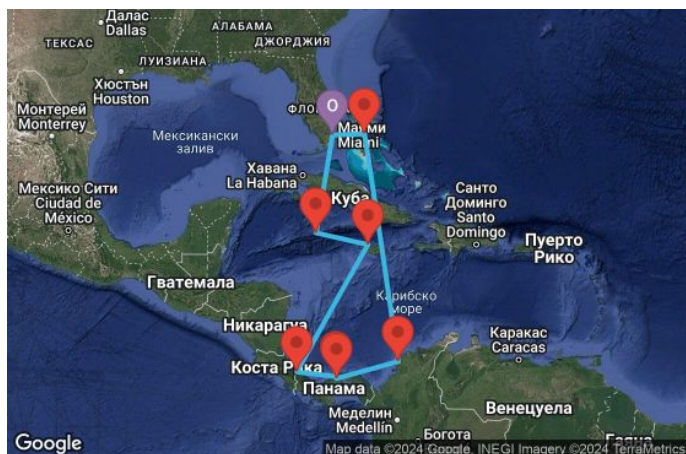 Далас
Dallas
АЛАБАМА
ТЕКСАС
ДЖОРДЖИЯ
ЛУИЗИАНА
Хюстън
Houston
Монтерей
Monterrey
O
Маями
Miami
Мексикански
залив
Хавана
La Habana
Куба
Мексико Сити
Ciudad de
México
Санто
Доминго
Santo
Domingo
Пуерто
Рико
Гватемала
Карибско
море
Никарагуа
Каракас
Caracas
Коста Рика
Панама
Венецуела
Меделин
Medellín
Богота
Google
Map data ©2024 Google, INEGI Imagery ©2024 TerraMetrics